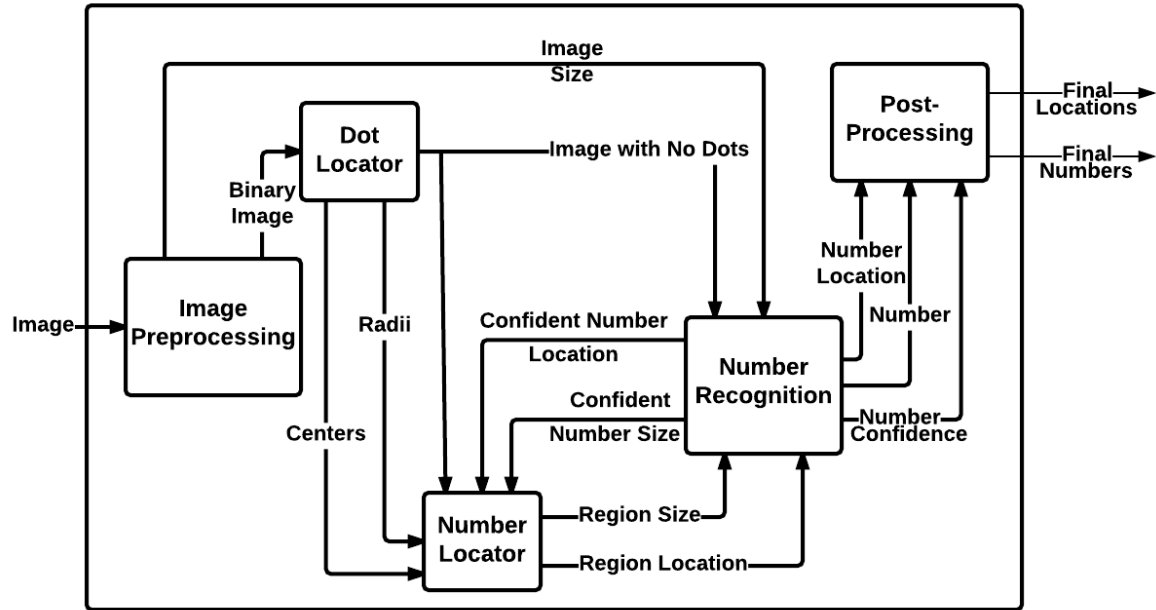 Image
Size
Post-
Processing
Final
Locations
Final
Numbers
Dot
Locator
Image with No Dots
Binary
Image
Number
Location
Image
Image
Preprocessing
Radii
Confident Number
Location
Number
Number
Recognition
Confident
Number Size
Number
Confidence
Centers
Number
Locator
Region Size
Region Location